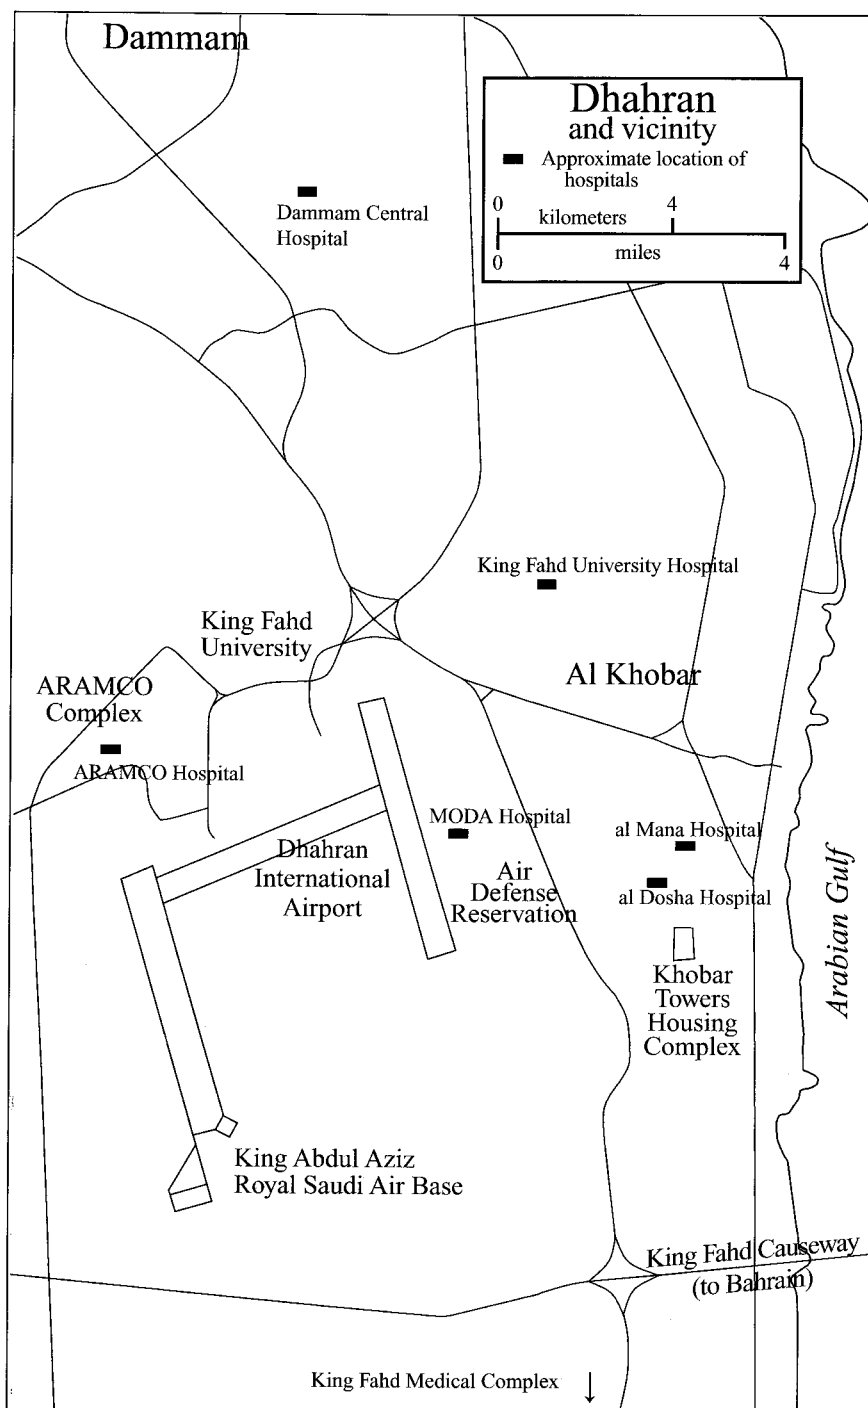 Dammam
Dhahran
and vicinity
Approximate location of
hospitals
0 4
kilometers
miles
0 4
Dammam Central
Hospital
King Fahd University Hospital
King Fahd
University
Al Khobar
ARAMCO
Complex
ARAMCO Hospital
MODA Hospital
al Mana Hospital
Dhahran
International
Airport
Air
Defense
Reservation
al Dosha Hospital
Khobar
Towers
Housing
Complex
Arabian Gulf
King Abdul Aziz
Royal Saudi Air Base
King Fahd Causeway
(to Bahrain)
King Fahd Medical Complex